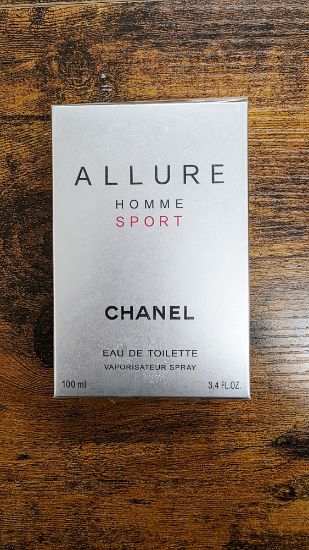 ALLURE
HOMME
SPORT
CHANEL
EAU DE TOILETTE
VAPORISATEUR SPRAY
100 ml 3.4 FL.OZ.